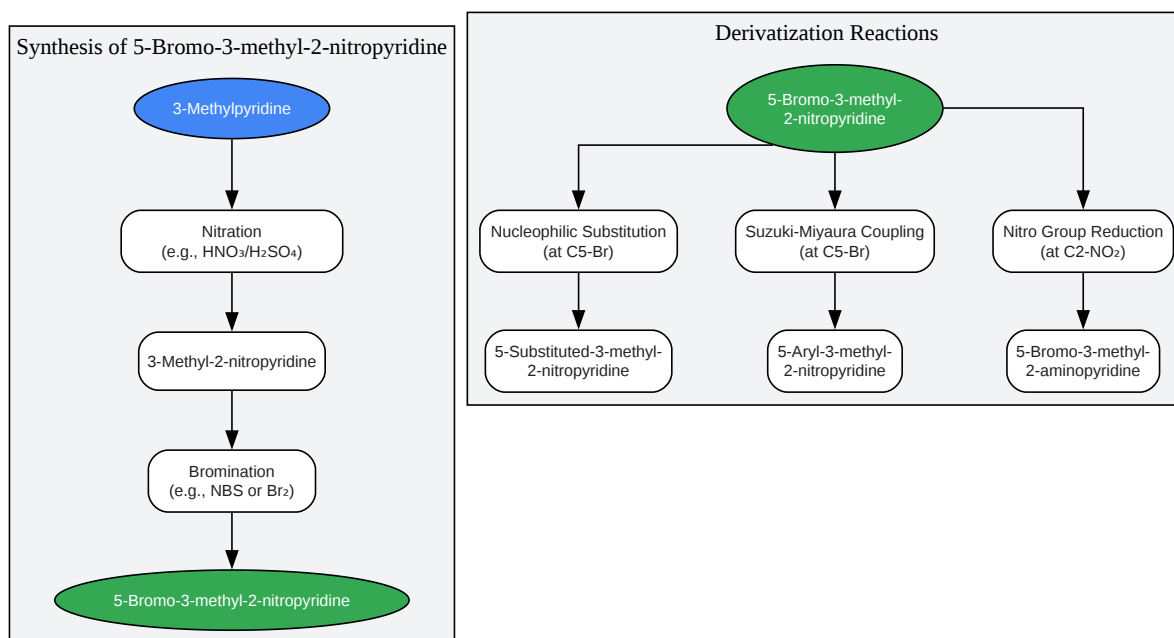 Synthesis of 5-Bromo-3-methyl-2-nitropyridine
3-Methylpyridine
Nitration
(e.g., HNO₃/H₂SO₄)
3-Methyl-2-nitropyridine
Bromination
(e.g., NBS or Br₂)
5-Bromo-3-methyl-2-nitropyridine
Derivatization Reactions
5-Bromo-3-methyl-
2-nitropyridine
Nucleophilic Substitution
(at C5-Br)
Suzuki-Miyaura Coupling
(at C5-Br)
Nitro Group Reduction
(at C2-NO₂)
5-Substituted-3-methyl-
2-nitropyridine
5-Aryl-3-methyl-
2-nitropyridine
5-Bromo-3-methyl-
2-aminopyridine